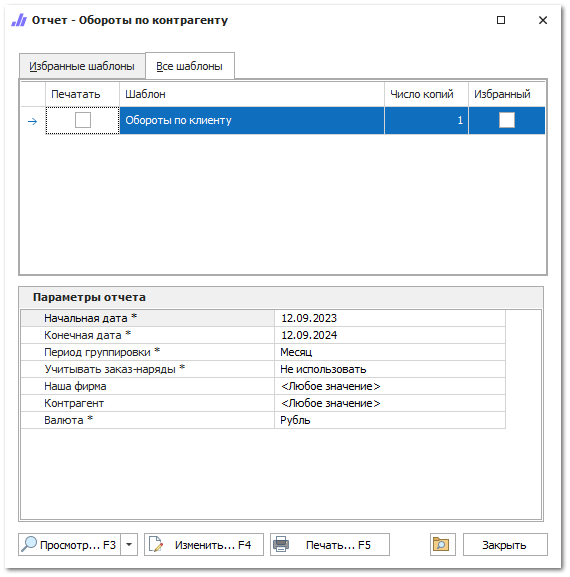 Отчет - Обороты по контрагенту
Избранные шаблоны Все шаблоны
Печатать Шаблон Число копий Избранный
Обороты по клиенту 1
Параметры отчета
Начальная дата * 12.09.2023
Конечная дата * 12.09.2024
Период группировки * Месяц
Учитывать заказ-наряды * Не использовать
Наша фирма <Любое значение>
Контрагент <Любое значение>
Валюта * Рубль
Просмотр... F3 Изменить... F4 Печать... F5 Закрыть